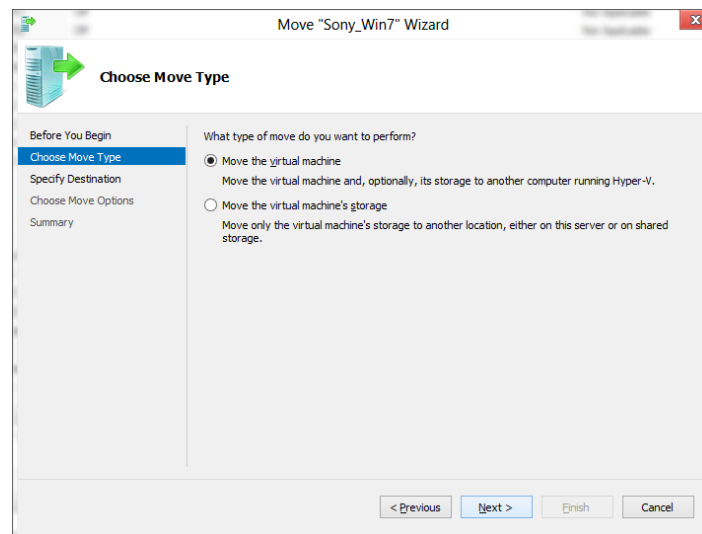 Move "Sony_Win7" Wizard
x
Choose Move Type
Before You Begin
Choose Move Type
Specify Destination
Choose Move Options
Summary
What type of move do you want to perform?
Move the virtual machine
Move the virtual machine and, optionally, its storage to another computer running Hyper-V.
Move the virtual machine's storage
Move only the virtual machine's storage to another location, either on this server or on shared
storage.
< Previous
Next >
Finish
Cancel